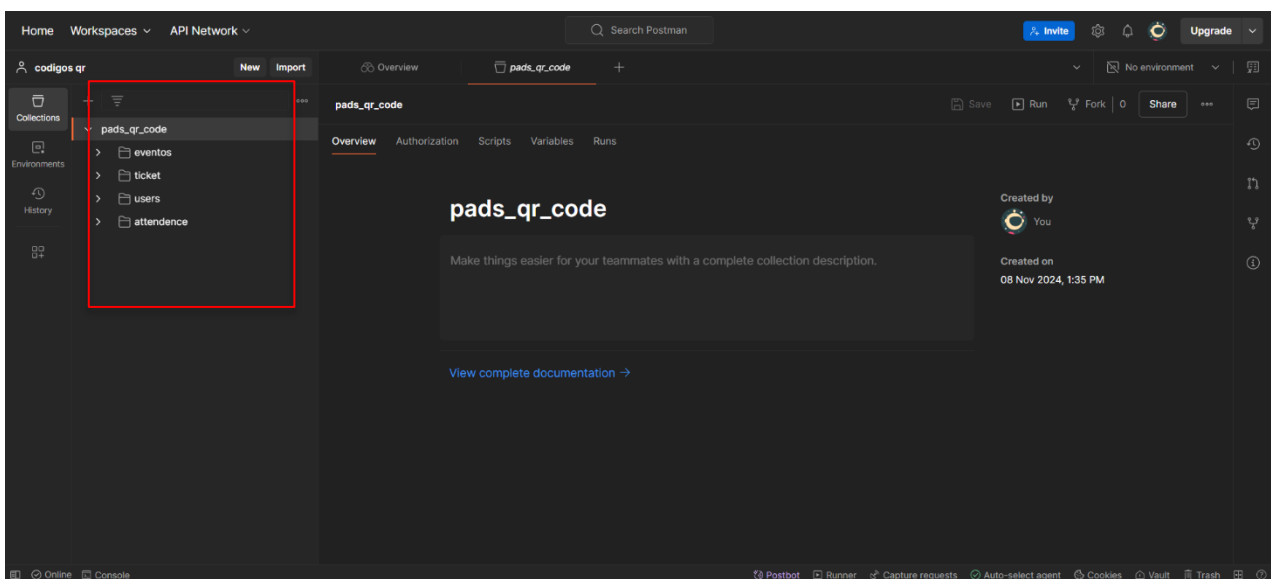 Home Workspaces API Network Search Postman Invite Upgrade
codigos qr New Import Overview pads_qr_code No environment
Collections
Environments
History
pads_qr_code
eventos
ticket
users
attendence
pads_qr_code Save Run Fork 0 Share
Overview Authorization Scripts Variables Runs
pads_qr_code
Make things easier for your teammates with a complete collection description.
View complete documentation →
Created by
You
Created on
08 Nov 2024, 1:35 PM
Online Console Postbot Runner Capture requests Auto-select agent Cookies Vault Trash